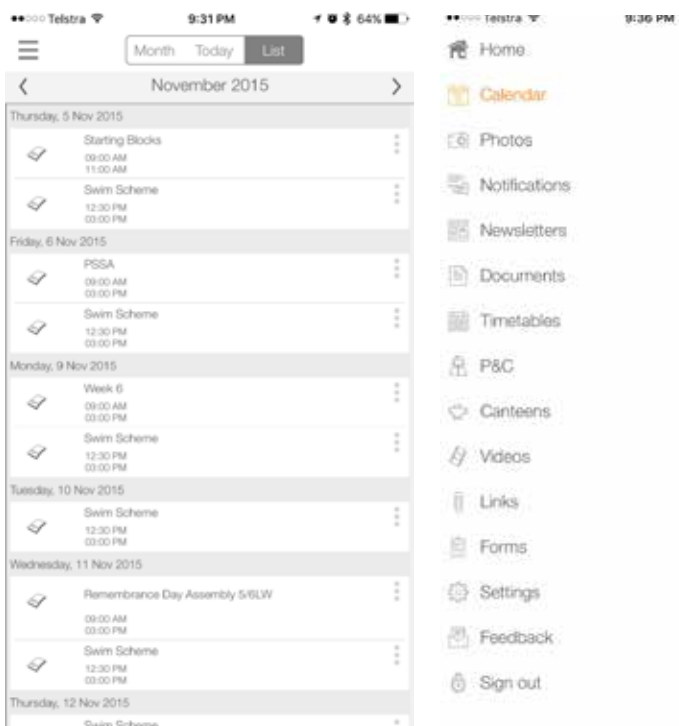 Telstra 9:31 PM 64%
Month Today List
November 2015
Thursday, 5 Nov 2015
Starting Blocks
09:00 AM
11:00 AM
Swim Scheme
12:30 PM
03:00 PM
Friday, 6 Nov 2015
PSSA
09:00 AM
03:00 PM
Swim Scheme
12:30 PM
03:00 PM
Monday, 9 Nov 2015
Week 6
09:00 AM
03:00 PM
Swim Scheme
12:30 PM
03:00 PM
Tuesday, 10 Nov 2015
Swim Scheme
12:30 PM
03:00 PM
Wednesday, 11 Nov 2015
Remembrance Day Assembly 5/6LW
09:00 AM
03:00 PM
Swim Scheme
12:30 PM
03:00 PM
Thursday, 12 Nov 2015
Swim Scheme
Telstra 9:36 PM
Home
Calendar
Photos
Notifications
Newsletters
Documents
Timetables
P&C
Canteens
Videos
Links
Forms
Settings
Feedback
Sign out